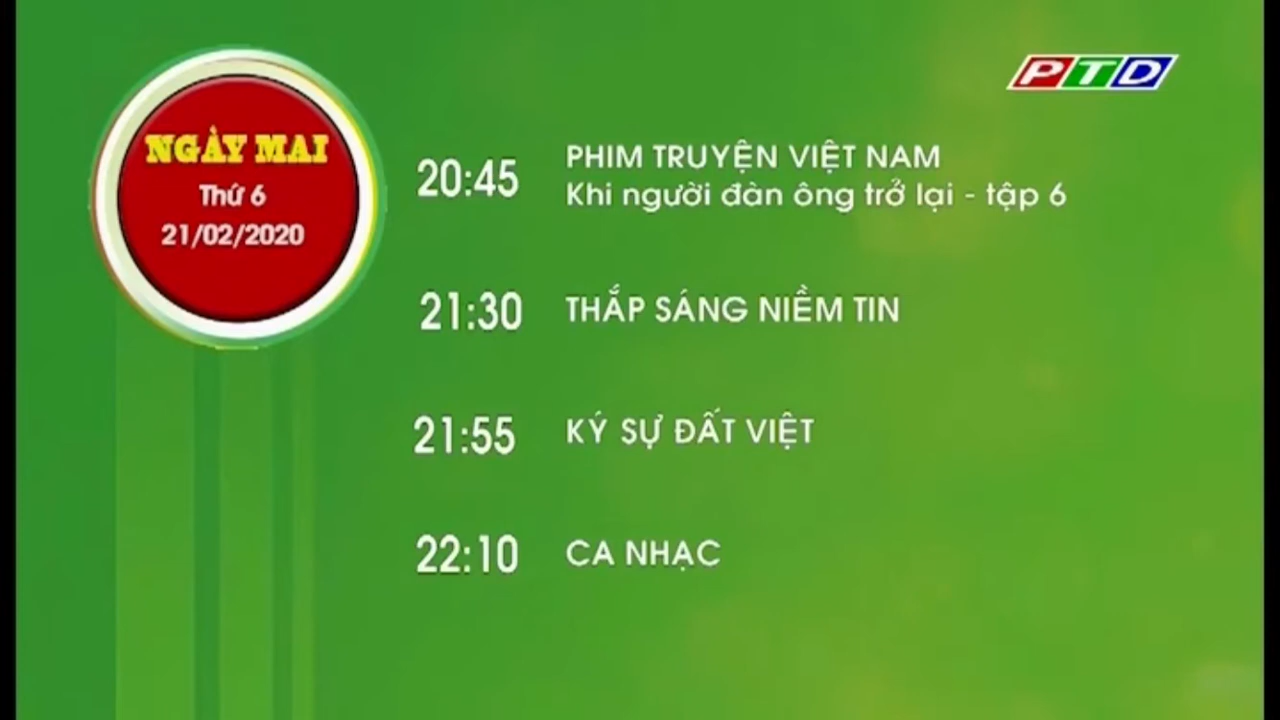 PTD
NGÀY MAI
Thứ 6
21/02/2020
20:45
PHIM TRUYỆN VIỆT NAM
Khi người đàn ông trở lại - tập 6
21:30
THẮP SÁNG NIỀM TIN
21:55
KÝ SỰ ĐẤT VIỆT
22:10
CA NHẠC